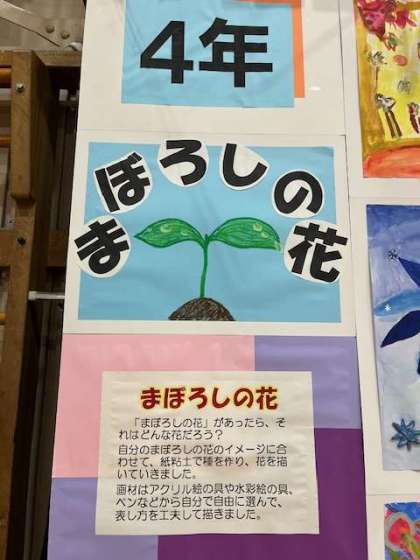 4年
まぼろしの花
まぼろしの花
「まぼろしの花」があったら、そ
れはどんな花だろう?
自分のまぼろしの花のイメージに合
わせて、紙粘土で種を作り、花を描
いていきました。
画材はアクリル絵の具や水彩絵の具、
ペンなどから自分で自由に選んで、
表し方を工夫して描きました。